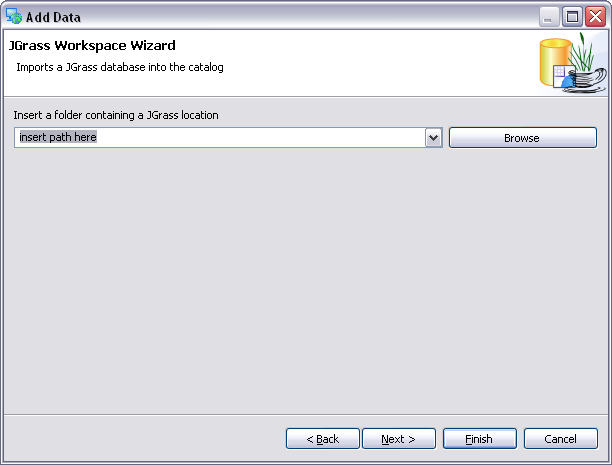 Add Data
JGrass Workspace Wizard
Imports a JGrass database into the catalog
Insert a folder containing a JGrass location
insert path here
Browse
< Back
Next >
Finish
Cancel